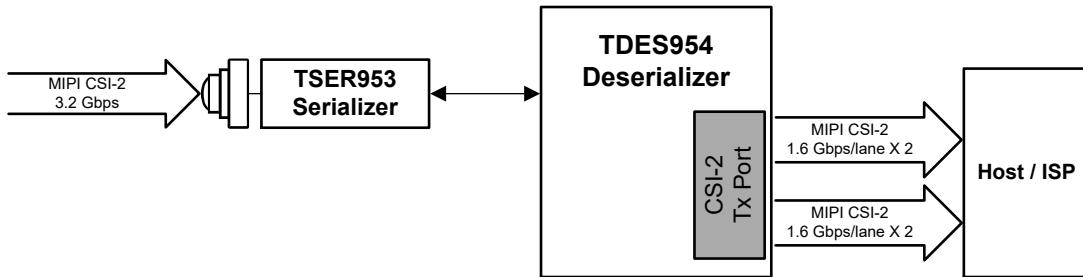 MIPI CSI-2
3.2 Gbps
TSER953
Serializer
TDES954
Deserializer
CSI-2
Tx Port
MIPI CSI-2
1.6 Gbps/lane X 2
MIPI CSI-2
1.6 Gbps/lane X 2
Host / ISP